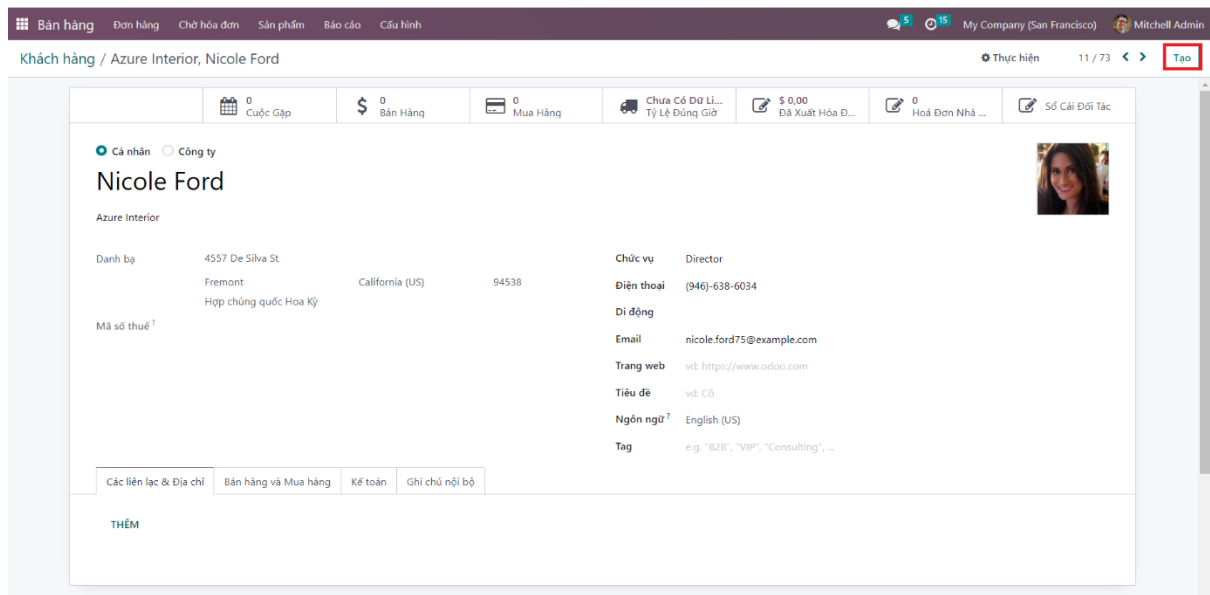 Bán hàng Đơn hàng Chờ hóa đơn Sản phẩm Báo cáo Cấu hình 5 15 My Company (San Francisco) Mitchell Admin
Khách hàng / Azure Interior, Nicole Ford Thực hiện 11 / 73 Tạo
0 Cuộc Gặp
0 Bán Hàng
0 Mua Hàng
Chưa Có Dữ Li... Tỷ Lệ Đúng Giờ
$ 0,00 Đã Xuất Hóa Đ...
0 Hoá Đơn Nhà ...
Sổ Cái Đối Tác
Cá nhân Công ty
Nicole Ford
Azure Interior
Danh bạ 4557 De Silva St
Fremont California (US) 94538
Hợp chủng quốc Hoa Kỳ
Mã số thuế ?
Chức vụ Director
Điện thoại (946)-638-6034
Di động
Email nicole.ford75@example.com
Trang web vd: https://www.odoo.com
Tiêu đề vd: Cô
Ngôn ngữ ? English (US)
Tag e.g. "B2B", "VIP", "Consulting", ...
Các liên lạc & Địa chỉ Bán hàng và Mua hàng Kế toán Ghi chú nội bộ
THÊM